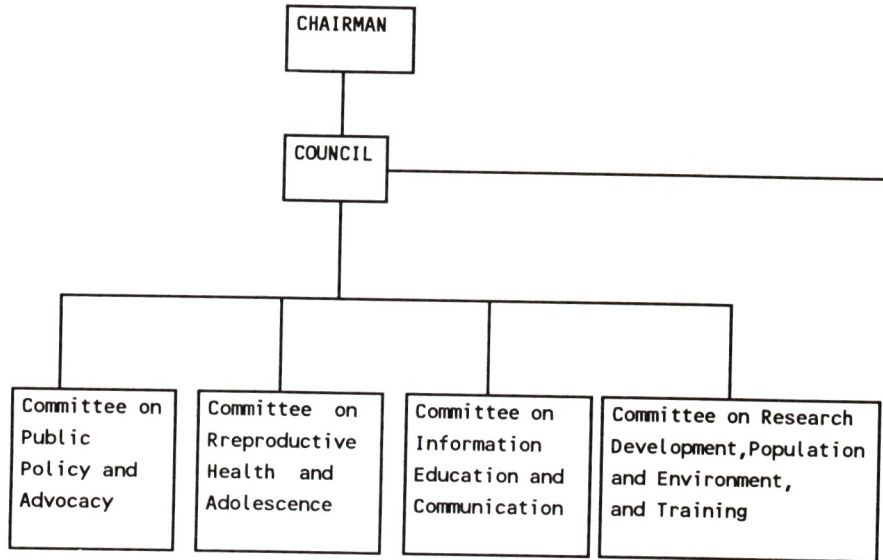 CHAIRMAN
COUNCIL
Committee on
Public
Policy and
Advocacy
Committee on
Rreproductive
Health and
Adolescence
Committee on
Information
Education and
Communication
Committee on Research
Development,Population
and Environment,
and Training